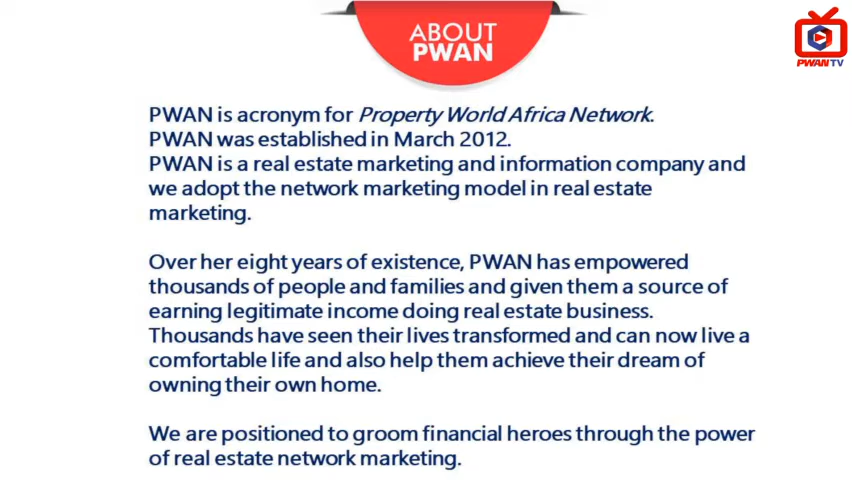 ABOUT
PWAN
PWAN TV
PWAN is acronym for Property World Africa Network.
PWAN was established in March 2012.
PWAN is a real estate marketing and information company and
we adopt the network marketing model in real estate
marketing.
Over her eight years of existence, PWAN has empowered
thousands of people and families and given them a source of
earning legitimate income doing real estate business.
Thousands have seen their lives transformed and can now live a
comfortable life and also help them achieve their dream of
owning their own home.
We are positioned to groom financial heroes through the power
of real estate network marketing.